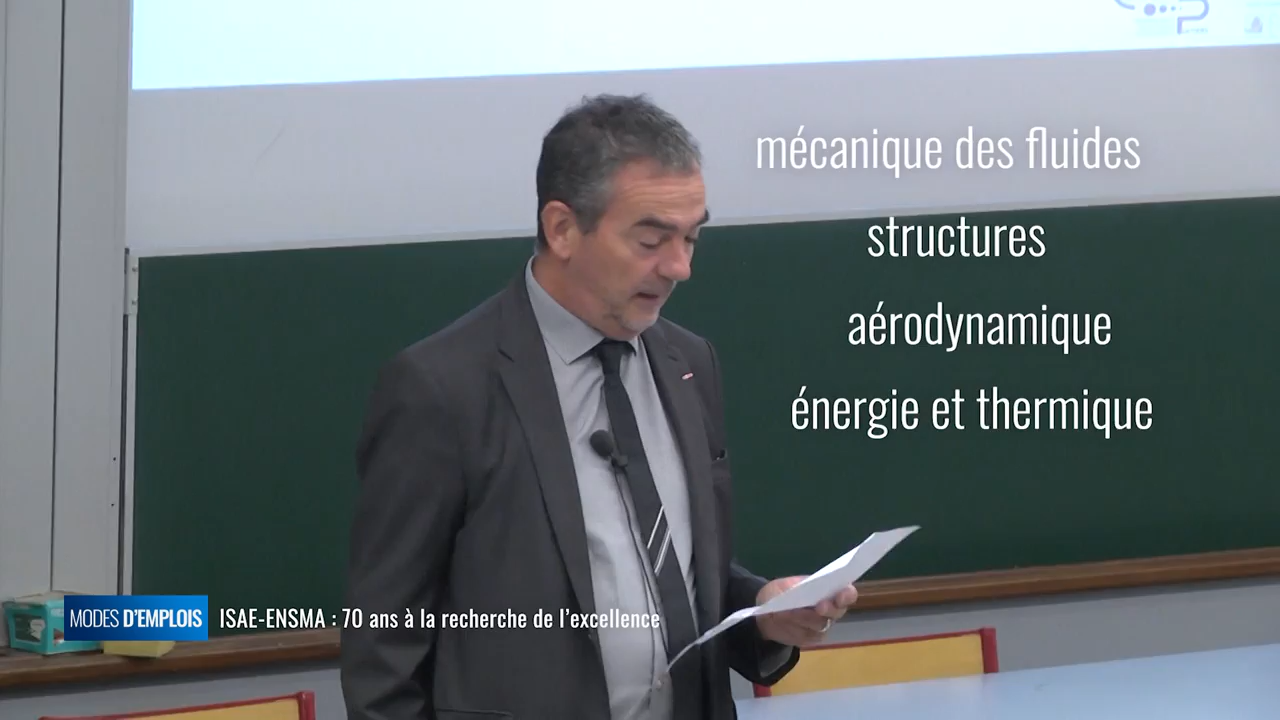 mécanique des fluides
structures
aérodynamique
énergie et thermique
MODES D'EMPLOIS ISAE-ENSMA : 70 ans à la recherche de l'excellence